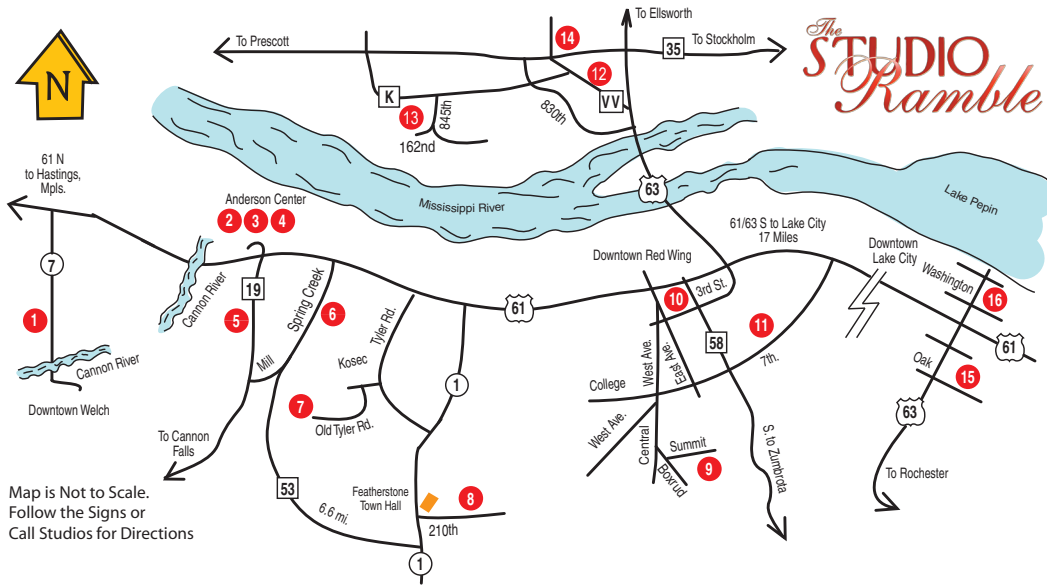 The
STUDIO
Ramble
N
To Prescott
To Ellsworth
To Stockholm
14
35
12
K
VV
13
845th
830th
162nd
61 N
to Hastings,
Mpls.
Anderson Center
2
3
4
Mississippi River
63
Lake Pepin
61/63 S to Lake City
17 Miles
Downtown
Lake City
Downtown Red Wing
Washington
7
Cannon River
19
Spring Creek
1
5
6
Tyler Rd.
61
10
3rd St.
16
11
58
61
Cannon River
Mill
Kosec
1
West Ave.
East Ave.
7th.
Oak
15
Downtown Welch
7
Old Tyler Rd.
College
63
To Cannon
Falls
West Ave.
Central
Summit
Boxrud
9
S. to Zumbrota
To Rochester
Map is Not to Scale.
Follow the Signs or
Call Studios for Directions
53
6.6 mi.
Featherstone
Town Hall
8
210th
1